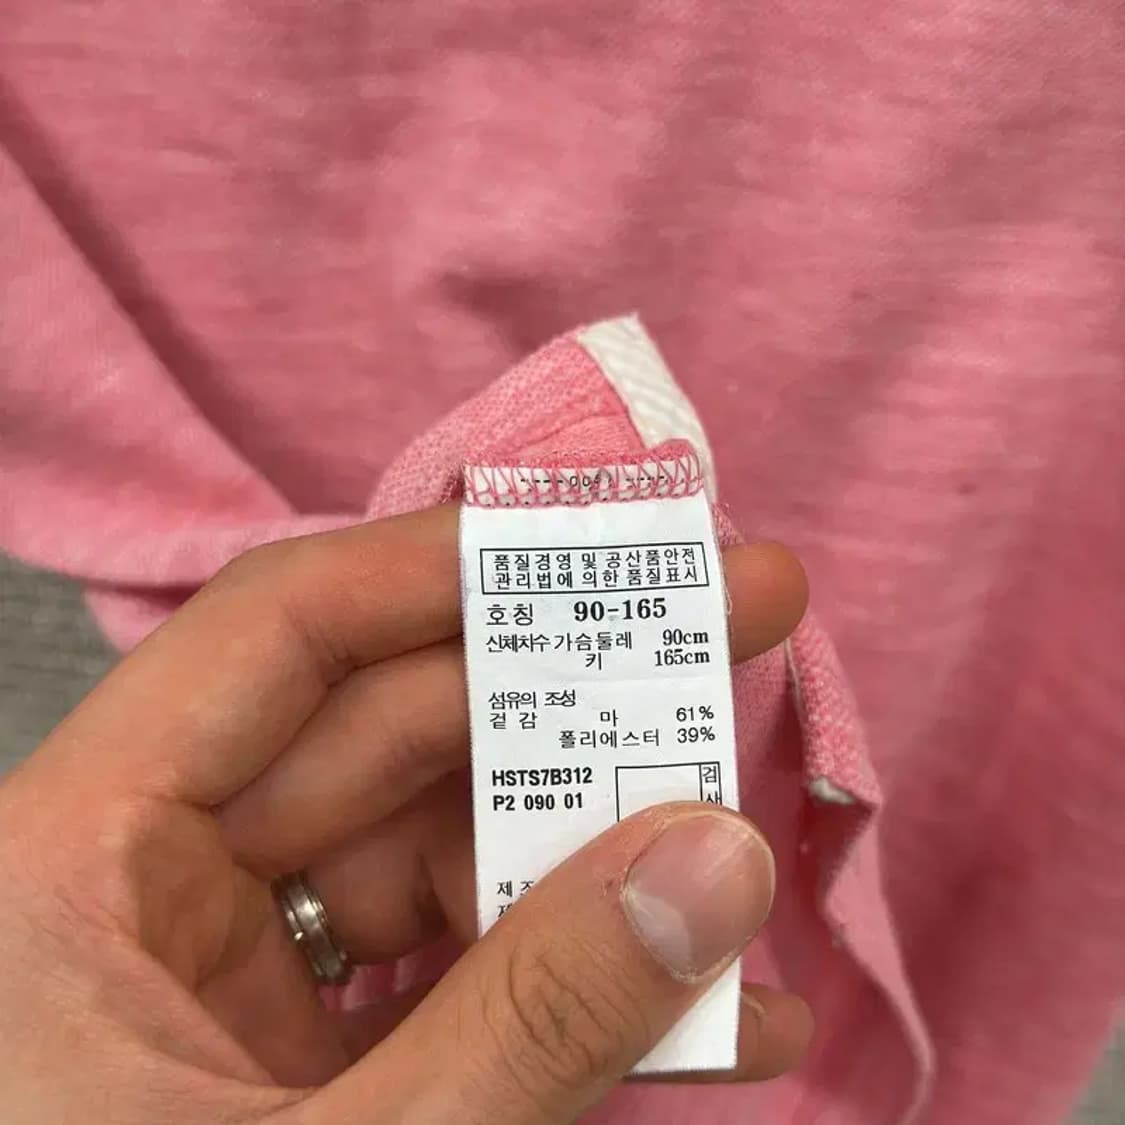 품질경영 및 공산품안전
관리법에 의한 품질표시
호칭 90-165
신체치수 가슴둘레 90cm
키 165cm
섬유의 조성
겉감 마 61%
폴리에스터 39%
HSTS7B312 검
P2 090 01 사
제